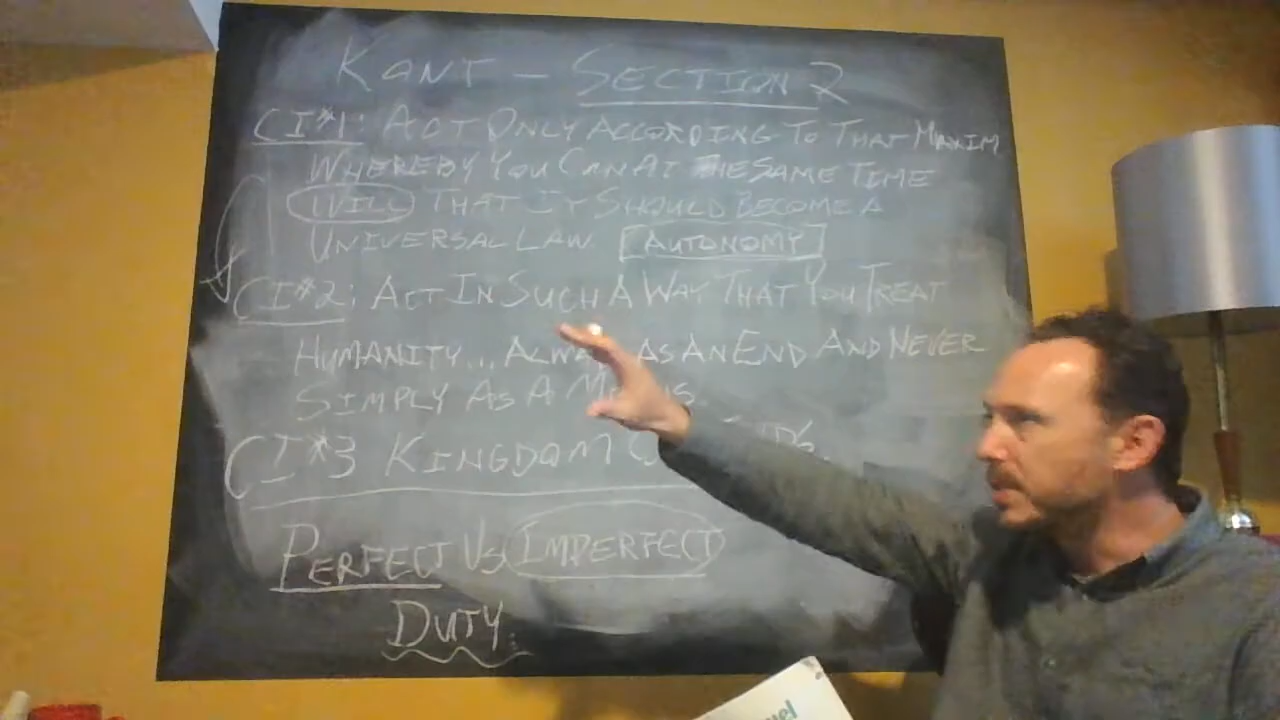 KANT - SECTION 2
CI#1: ACT ONLY ACCORDING TO THAT MAXIM
WHEREBY YOU CAN AT THE SAME TIME
WILL THAT IT SHOULD BECOME A
UNIVERSAL LAW. AUTONOMY
CI#2: ACT IN SUCH A WAY THAT YOU TREAT
HUMANITY... ALWAYS AS AN END AND NEVER
SIMPLY AS A MEANS.
CI#3 KINGDOM
PERFECT VS IMPERFECT
DUTY
uel